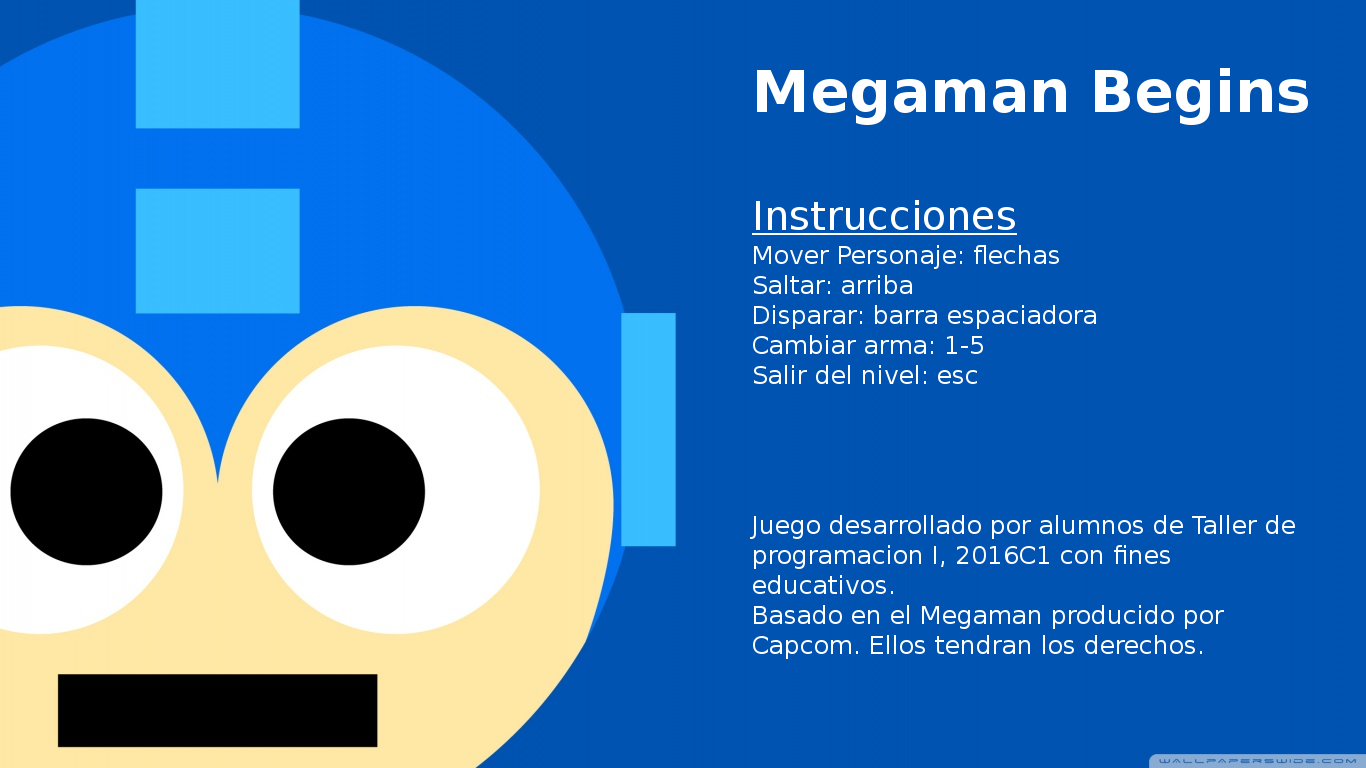 Megaman Begins
Instrucciones
Mover Personaje: flechas
Saltar: arriba
Disparar: barra espaciadora
Cambiar arma: 1-5
Salir del nivel: esc
Juego desarrollado por alumnos de Taller de
programacion I, 2016C1 con fines
educativos.
Basado en el Megaman producido por
Capcom. Ellos tendran los derechos.
WALLPAPERSWIDE.COM